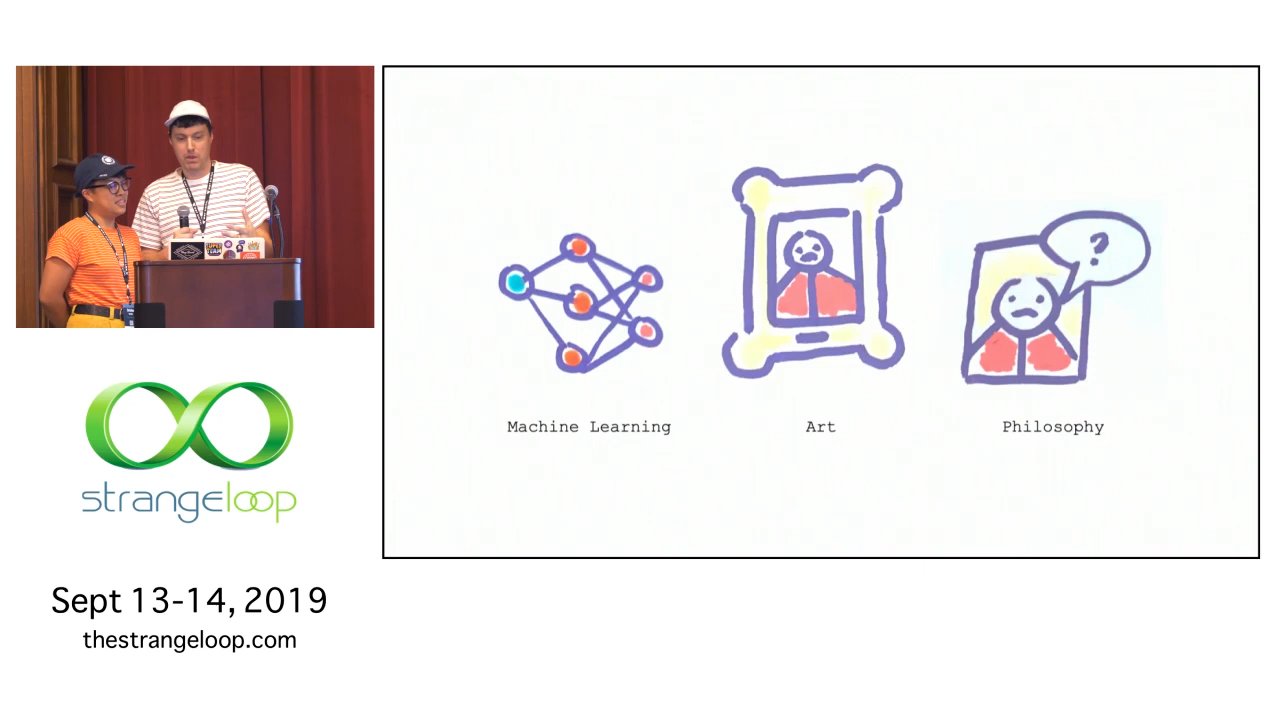 Machine Learning
Art
Philosophy
?
strangeloop
Sept 13-14, 2019
thestrangeloop.com